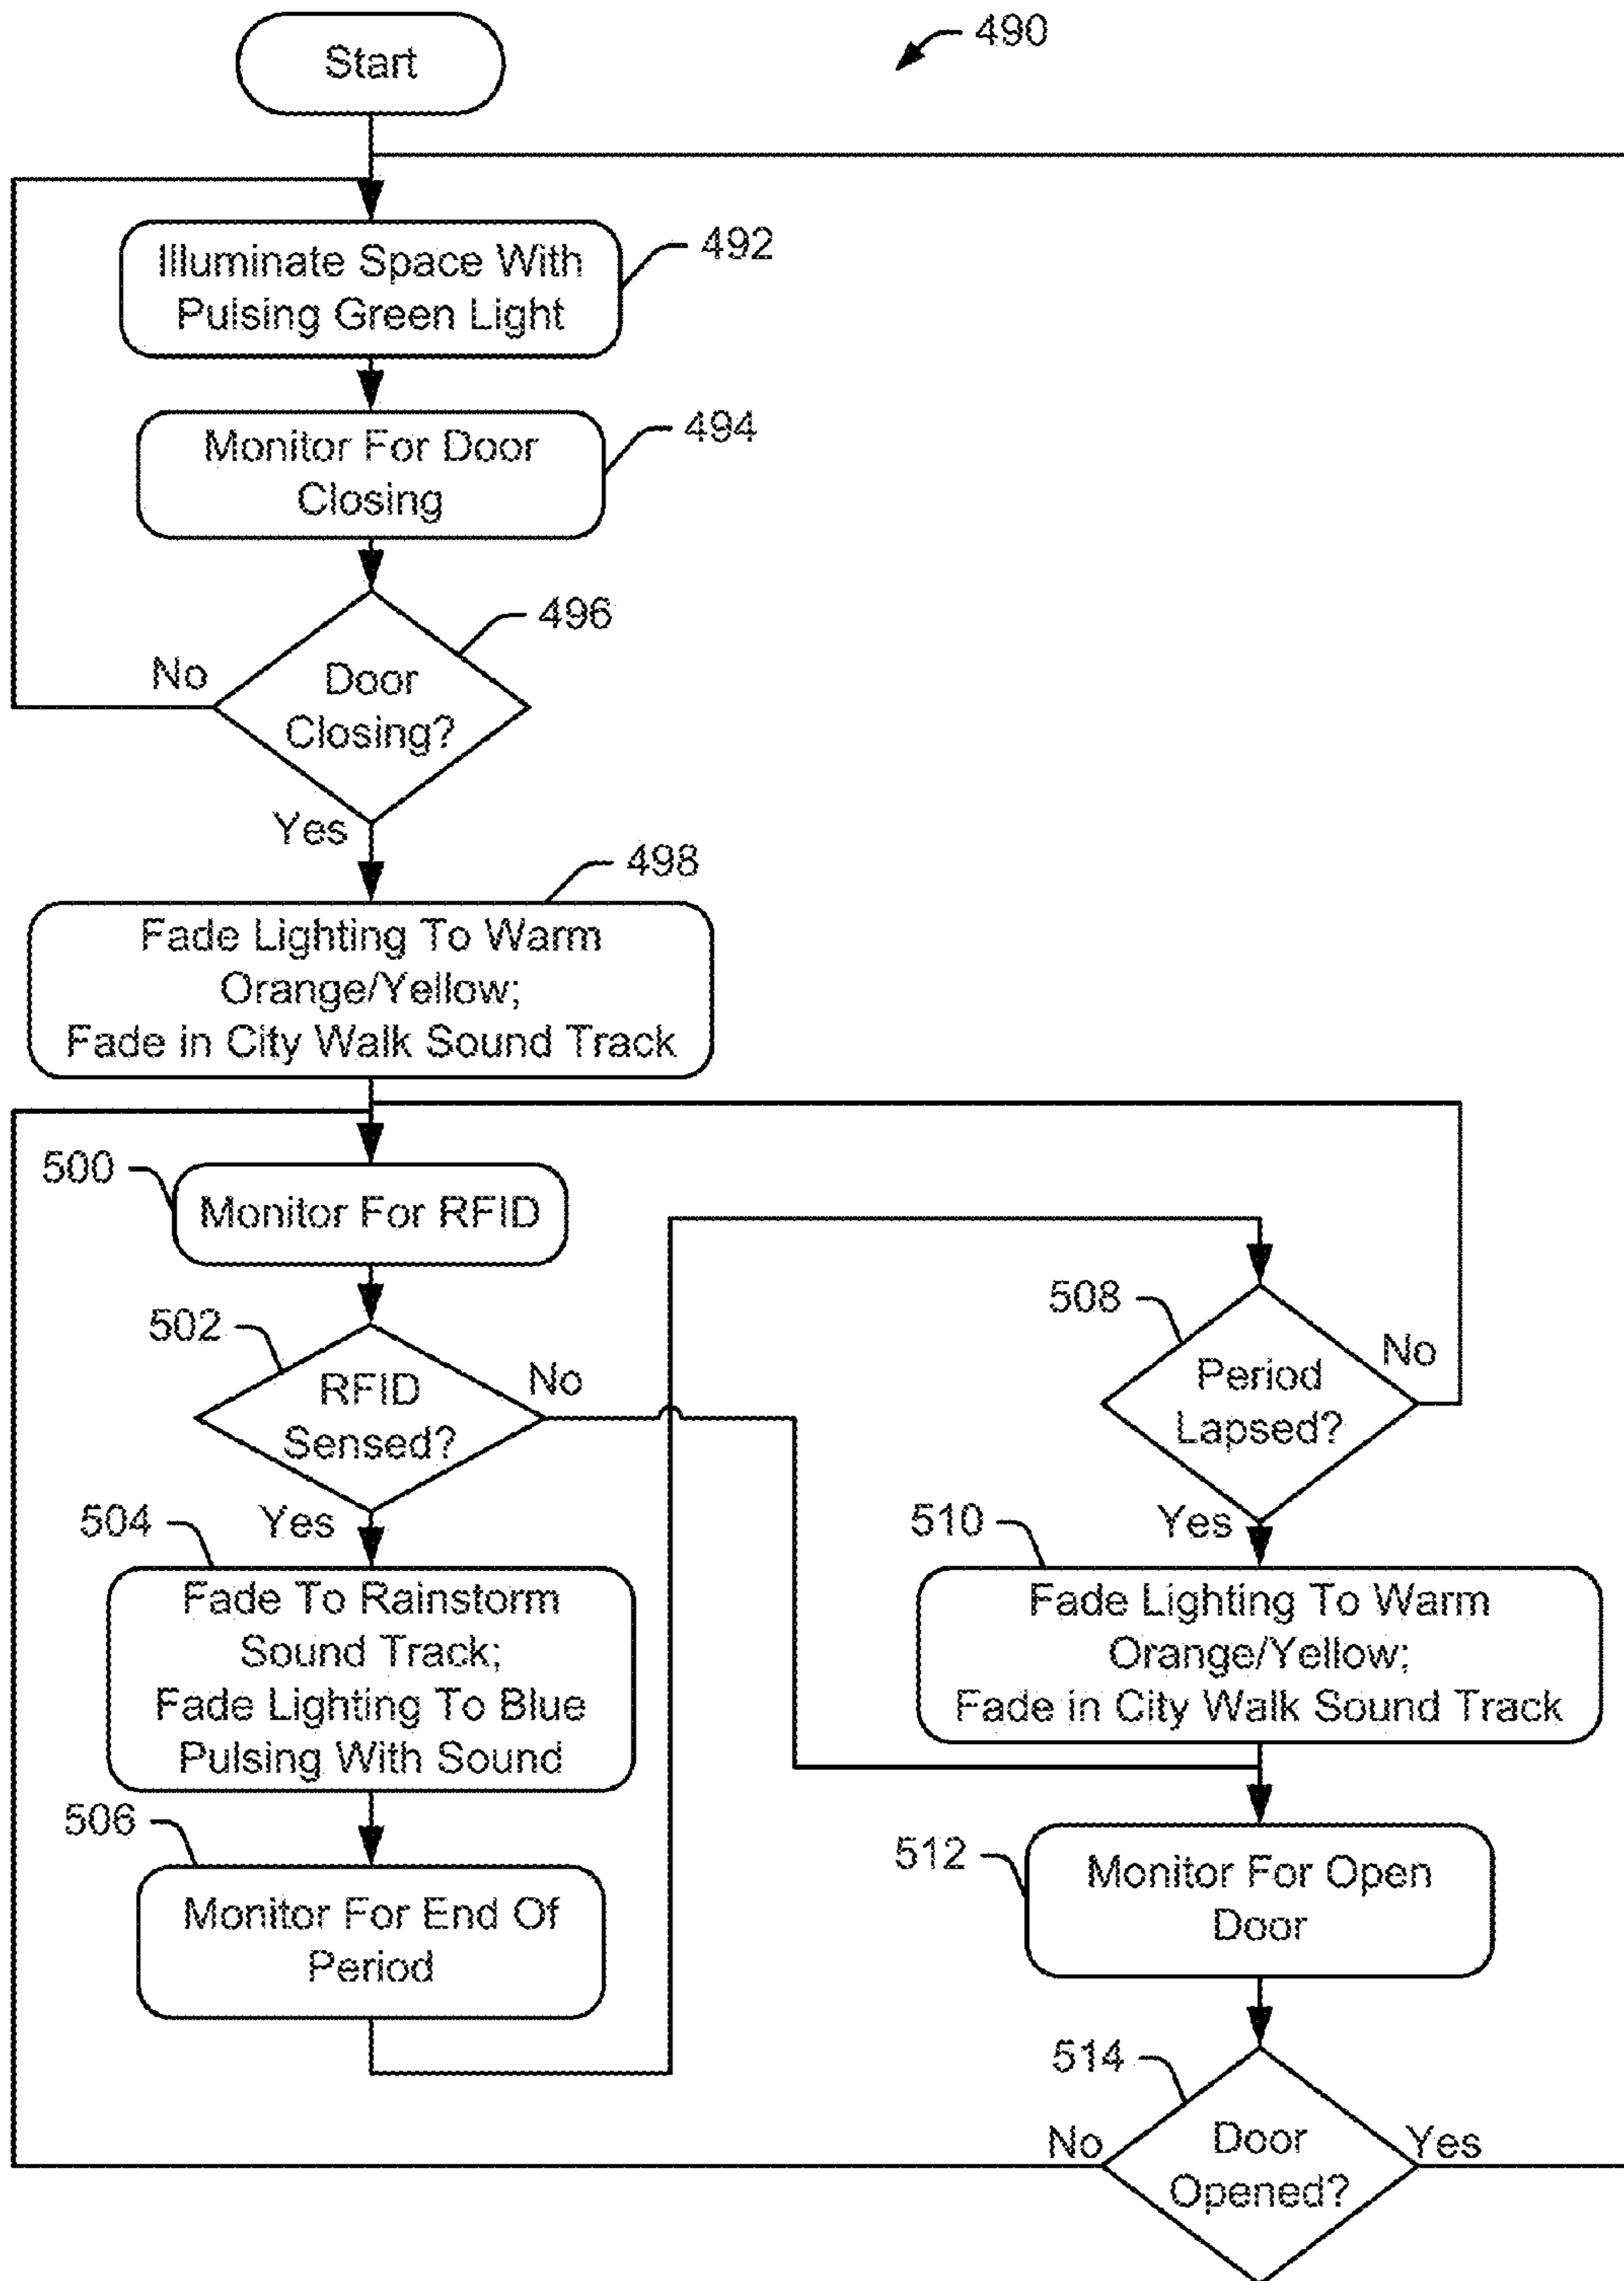 Start
490
Illuminate Space With
Pulsing Green Light
492
Monitor For Door
Closing
494
496
Door
Closing?
No
Yes
498
Fade Lighting To Warm
Orange/Yellow;
Fade in City Walk Sound Track
500
Monitor For RFID
502
RFID
Sensed?
No
Yes
504
Fade To Rainstorm
Sound Track;
Fade Lighting To Blue
Pulsing With Sound
506
Monitor For End Of
Period
508
Period
Lapsed?
No
Yes
510
Fade Lighting To Warm
Orange/Yellow;
Fade in City Walk Sound Track
512
Monitor For Open
Door
514
Door
Opened?
No
Yes